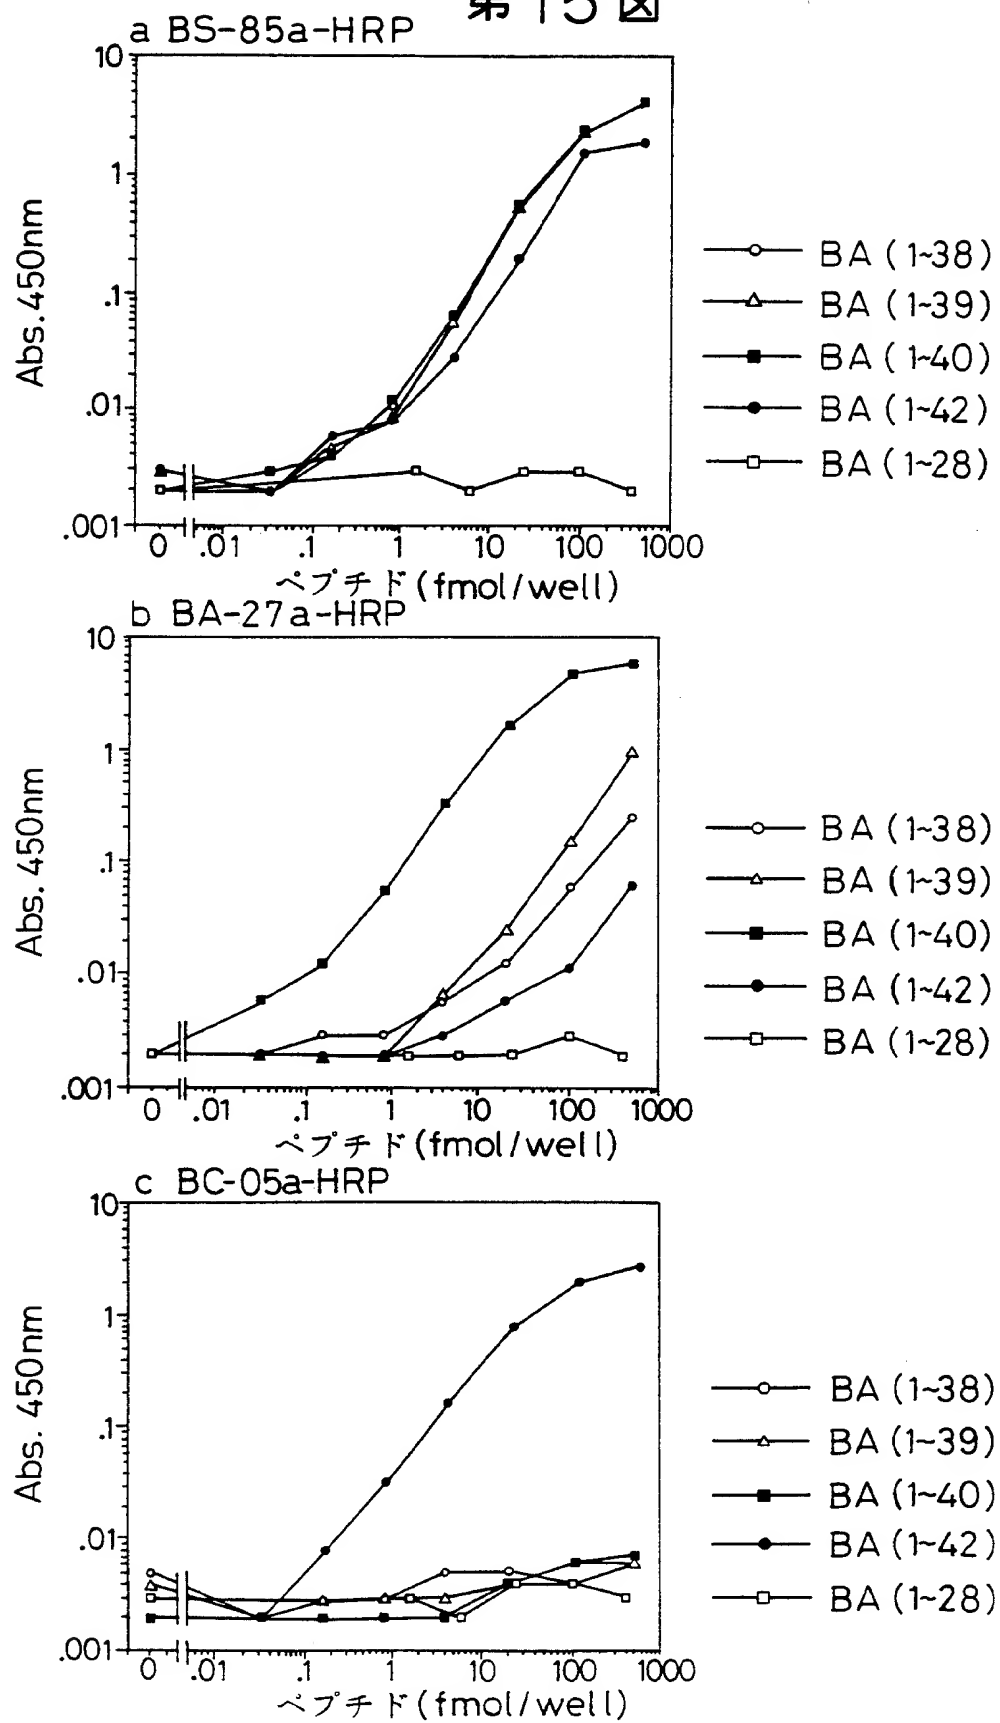 第15図
a BS-85a-HRP
10
1
.1
.01
.001
Abs. 450nm
0 .01 .1 1 10 100 1000
ペプチド (fmol/well)
BA (1~38)
BA (1~39)
BA (1~40)
BA (1~42)
BA (1~28)
b BA-27a-HRP
10
1
.1
.01
.001
Abs. 450nm
0 .01 .1 1 10 100 1000
ペプチド (fmol/well)
BA (1~38)
BA (1~39)
BA (1~40)
BA (1~42)
BA (1~28)
c BC-05a-HRP
10
1
.1
.01
.001
Abs. 450nm
0 .01 .1 1 10 100 1000
ペプチド (fmol/well)
BA (1~38)
BA (1~39)
BA (1~40)
BA (1~42)
BA (1~28)